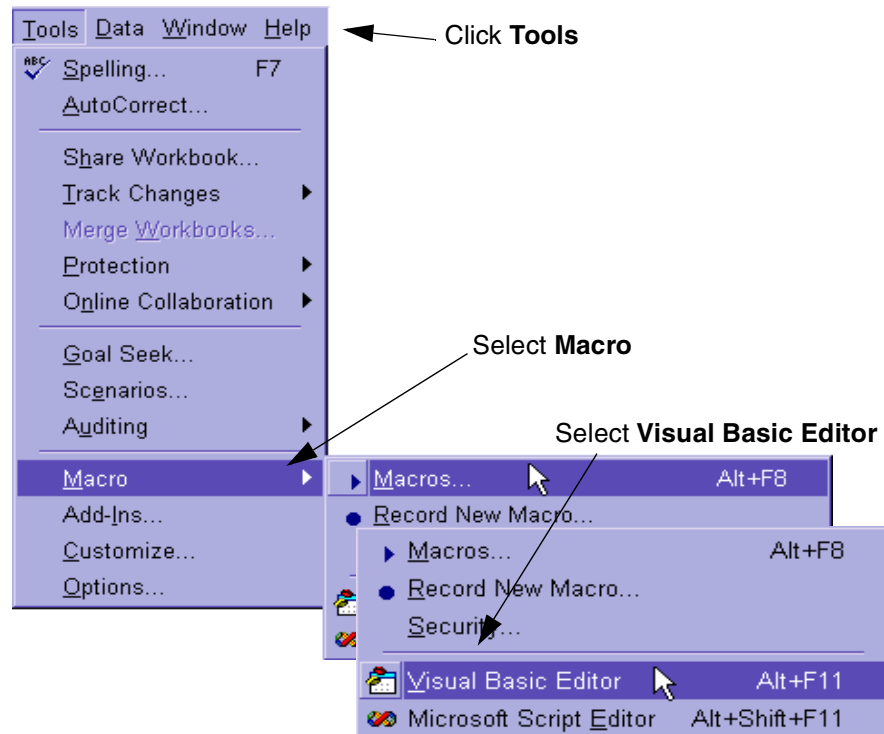 Tools Data Window Help
Click Tools
ABC Spelling... F7
AutoCorrect...
Share Workbook...
Track Changes
Merge Workbooks...
Protection
Online Collaboration
Goal Seek...
Scenarios...
Auditing
Select Macro
Select Visual Basic Editor
Macro
Add-Ins...
Customize...
Options...
Macros... Alt+F8
Record New Macro...
Macros... Alt+F8
Record New Macro...
Security...
Visual Basic Editor Alt+F11
Microsoft Script Editor Alt+Shift+F11